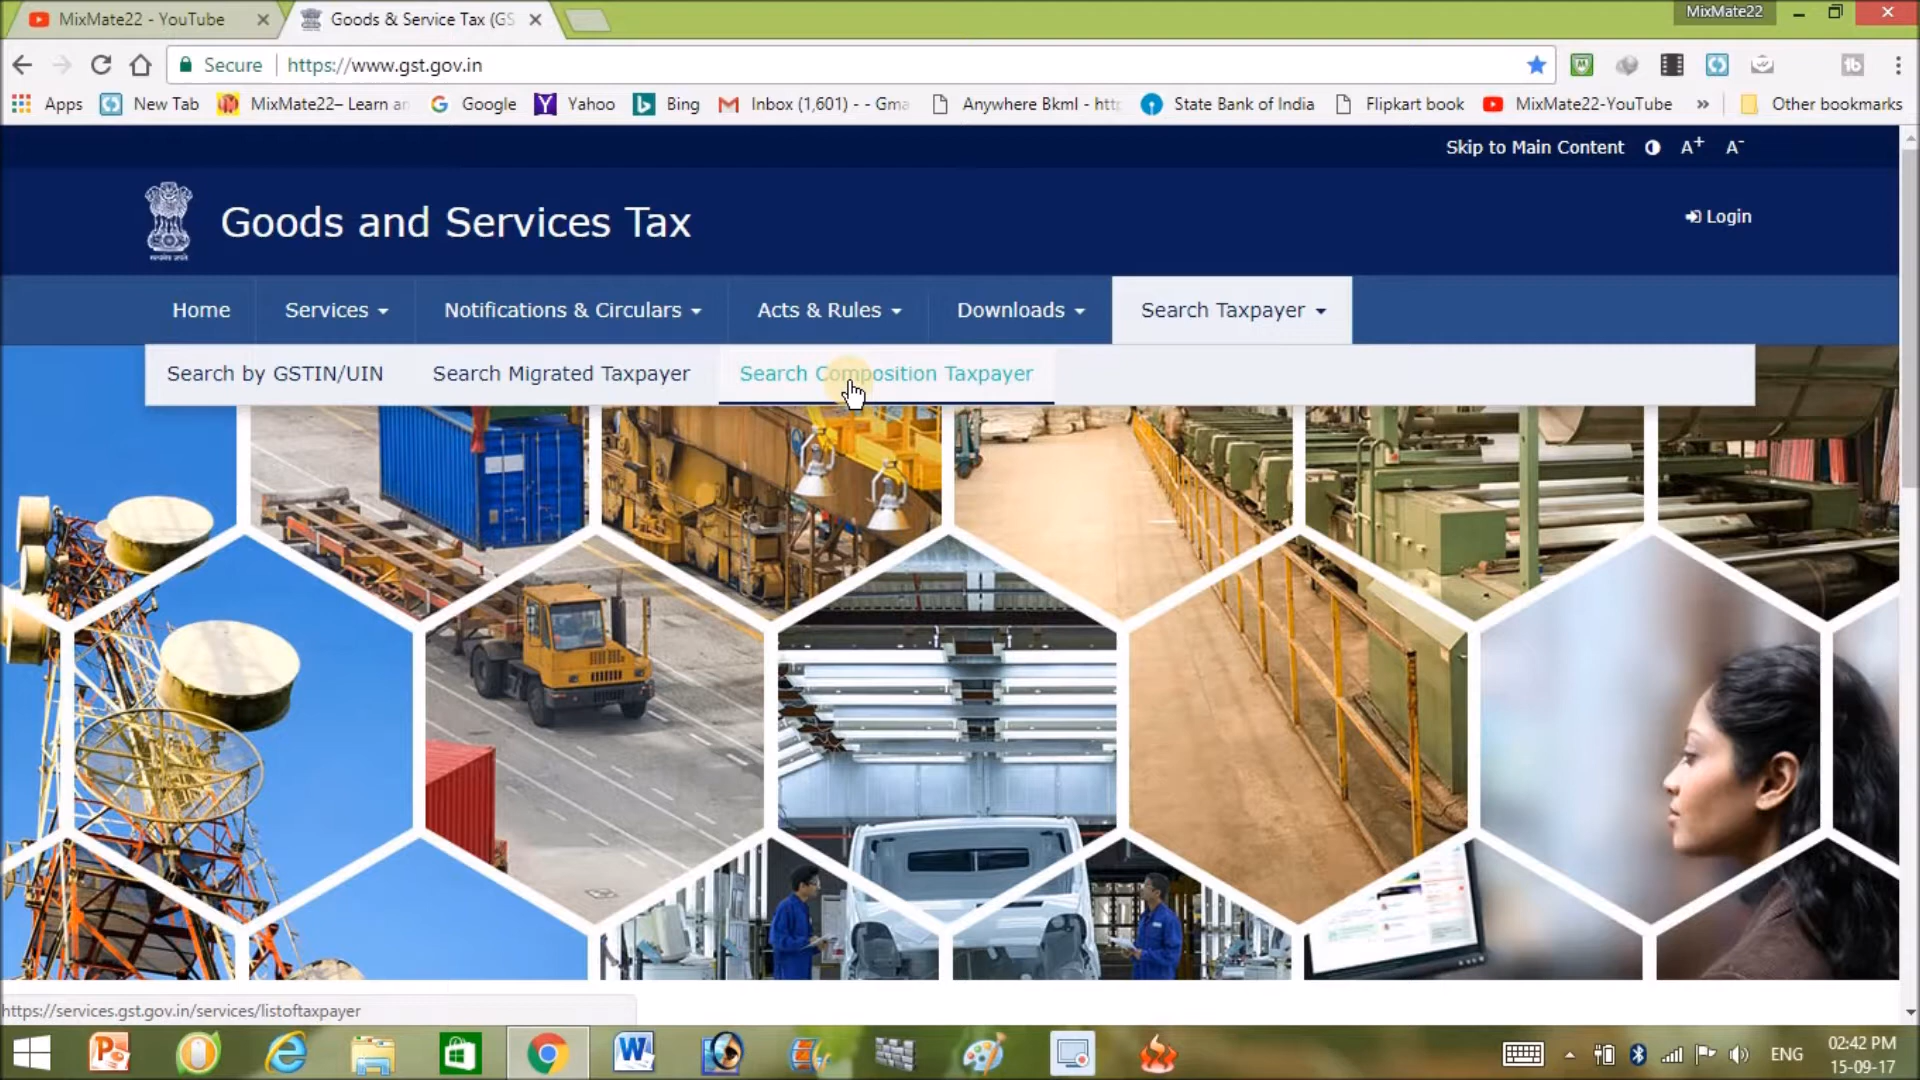 MixMate22 - YouTube
Goods & Service Tax (GS
MixMate22
Secure
https://www.gst.gov.in
Apps
New Tab
MixMate22– Learn an
Google
Yahoo
Bing
Inbox (1,601) - - Gma
Anywhere Bkml - http
State Bank of India
Flipkart book
MixMate22-YouTube
»
Other bookmarks
Skip to Main Content
A+
A-
Goods and Services Tax
Login
Home
Services
Notifications & Circulars
Acts & Rules
Downloads
Search Taxpayer
Search by GSTIN/UIN
Search Migrated Taxpayer
Search Composition Taxpayer
https://services.gst.gov.in/services/listoftaxpayer
ENG
02:42 PM
15-09-17